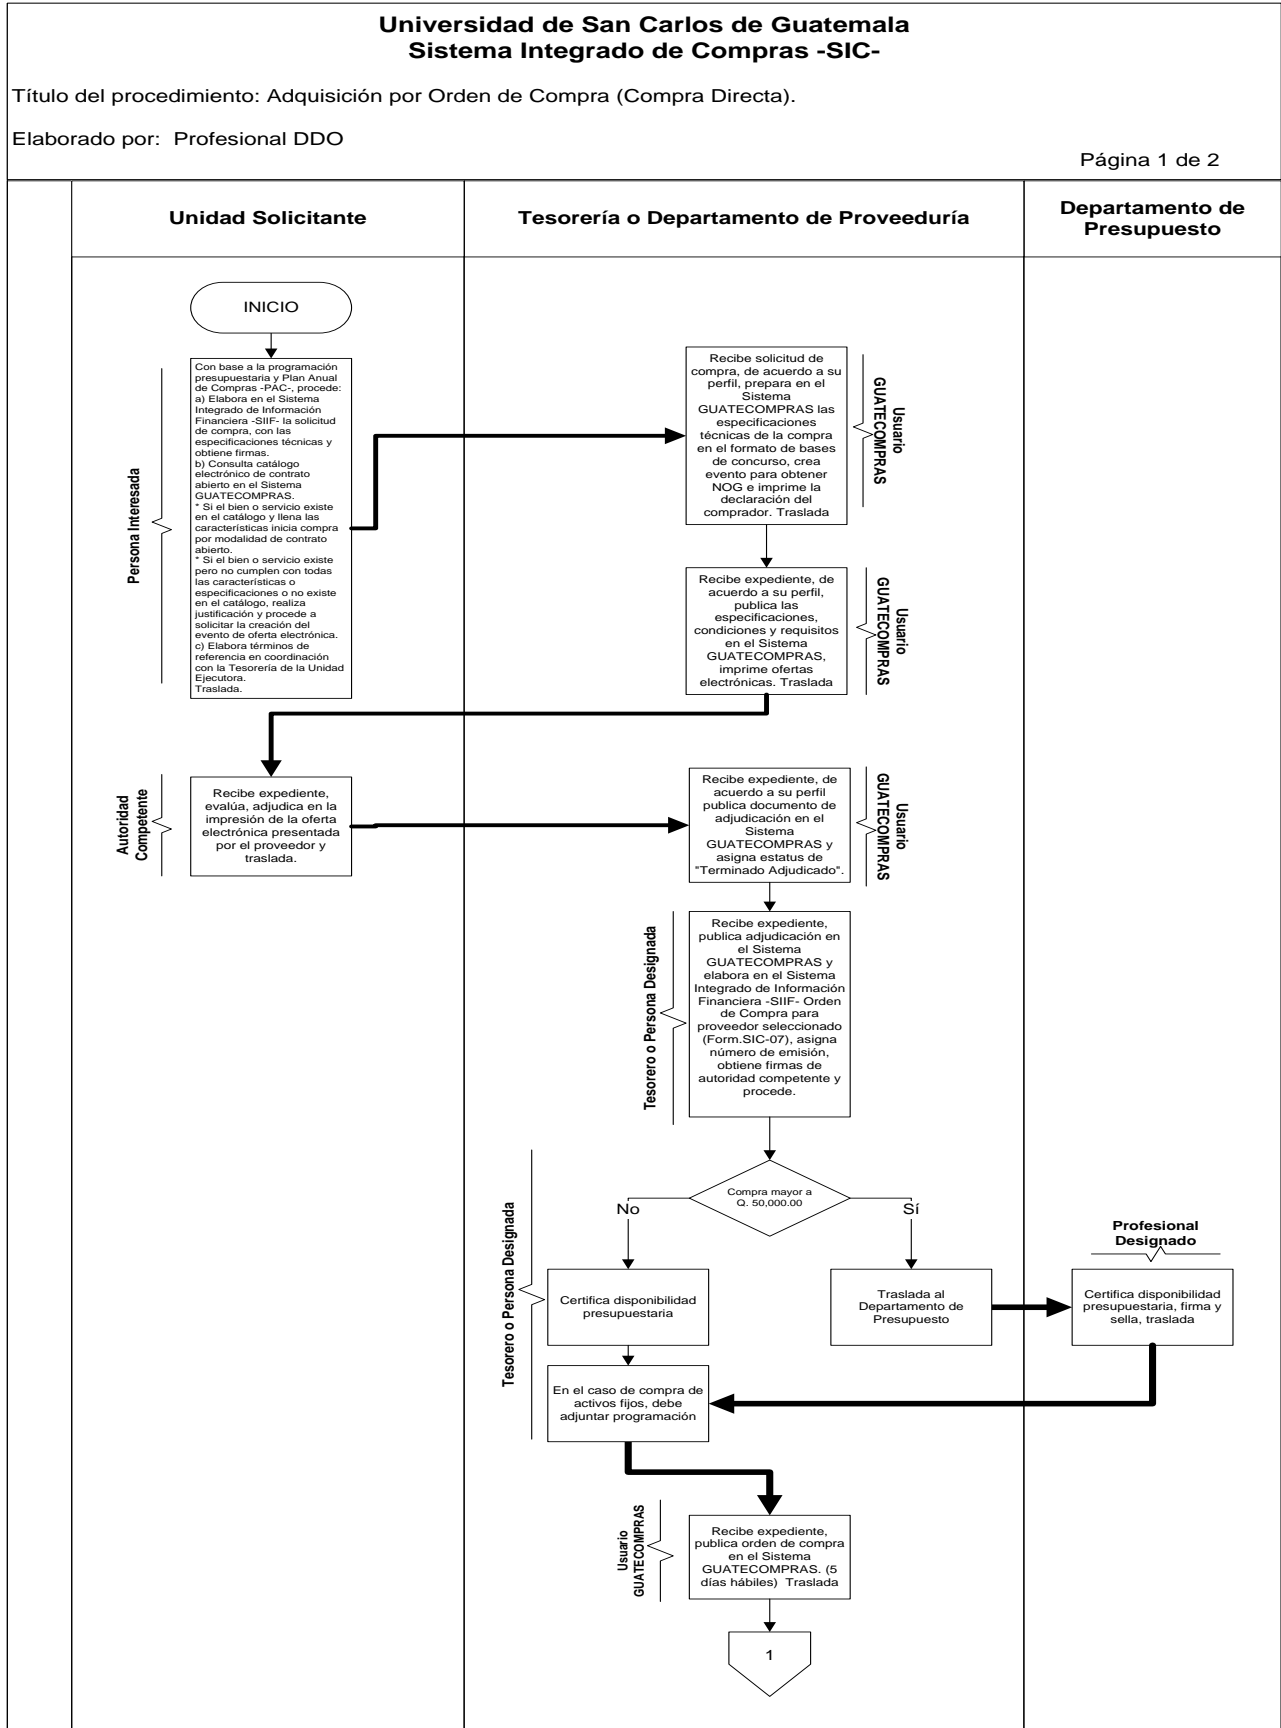 Universidad de San Carlos de Guatemala
Sistema Integrado de Compras -SIC-
Título del procedimiento: Adquisición por Orden de Compra (Compra Directa).
Elaborado por: Profesional DDO
Página 1 de 2
Unidad Solicitante
Tesorería o Departamento de Proveeduría
Departamento de
Presupuesto
INICIO
Persona Interesada
Con base a la programación
presupuestaria y Plan Anual
de Compras -PAC-, procede:
a) Elabora en el Sistema
Integrado de Información
Financiera -SIIF- la solicitud
de compra, con las
especificaciones técnicas y
obtiene firmas.
b) Consulta catálogo
electrónico de contrato
abierto en el Sistema
GUATECOMPRAS.
* Si el bien o servicio existe
en el catálogo y llena las
características inicia compra
por modalidad de contrato
abierto.
* Si el bien o servicio existe
pero no cumplen con todas
las características o
especificaciones o no existe
en el catálogo, realiza
justificación y procede a
solicitar la creación del
evento de oferta electrónica.
c) Elabora términos de
referencia en coordinación
con la Tesorería de la Unidad
Ejecutora.
Traslada.
Recibe solicitud de
compra, de acuerdo a su
perfil, prepara en el
Sistema
GUATECOMPRAS las
especificaciones
técnicas de la compra
en el formato de bases
de concurso, crea
evento para obtener
NOG e imprime la
declaración del
comprador. Traslada
Usuario
GUATECOMPRAS
Recibe expediente, de
acuerdo a su perfil,
publica las
especificaciones,
condiciones y requisitos
en el Sistema
GUATECOMPRAS,
imprime ofertas
electrónicas. Traslada
Usuario
GUATECOMPRAS
Autoridad
Competente
Recibe expediente,
evalúa, adjudica en la
impresión de la oferta
electrónica presentada
por el proveedor y
traslada.
Recibe expediente, de
acuerdo a su perfil
publica documento de
adjudicación en el
Sistema
GUATECOMPRAS y
asigna estatus de
"Terminado Adjudicado".
Usuario
GUATECOMPRAS
Tesorero o Persona Designada
Recibe expediente,
publica adjudicación en
el Sistema
GUATECOMPRAS y
elabora en el Sistema
Integrado de Información
Financiera -SIIF- Orden
de Compra para
proveedor seleccionado
(Form.SIC-07), asigna
número de emisión,
obtiene firmas de
autoridad competente y
procede.
Compra mayor a
Q. 50,000.00
No
Sí
Tesorero o Persona Designada
Certifica disponibilidad
presupuestaria
Traslada al
Departamento de
Presupuesto
Profesional
Designado
Certifica disponibilidad
presupuestaria, firma y
sella, traslada
En el caso de compra de
activos fijos, debe
adjuntar programación
Usuario
GUATECOMPRAS
Recibe expediente,
publica orden de compra
en el Sistema
GUATECOMPRAS. (5
días hábiles) Traslada
1